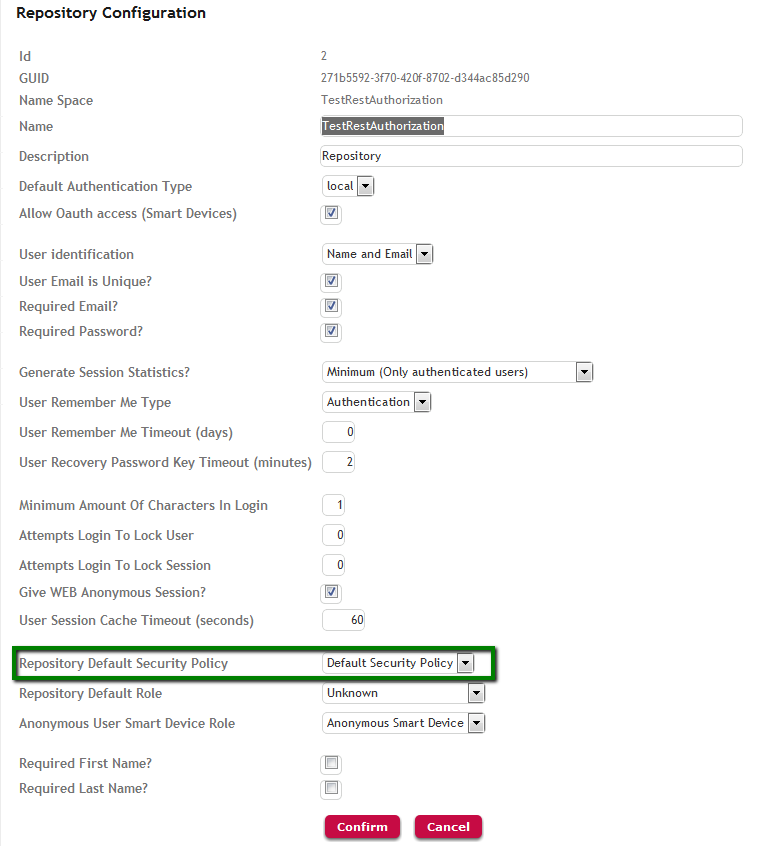 Repository Configuration
Id 2
GUID 271b5592-3f70-420f-8702-d344ac85d290
Name Space TestRestAuthorization
Name TestRestAuthorization
Description Repository
Default Authentication Type local
Allow Oauth access (Smart Devices)
User identification Name and Email
User Email is Unique?
Required Email?
Required Password?
Generate Session Statistics? Minimum (Only authenticated users)
User Remember Me Type Authentication
User Remember Me Timeout (days) 0
User Recovery Password Key Timeout (minutes) 2
Minimum Amount Of Characters In Login 1
Attempts Login To Lock User 0
Attempts Login To Lock Session 0
Give WEB Anonymous Session?
User Session Cache Timeout (seconds) 60
Repository Default Security Policy Default Security Policy
Repository Default Role Unknown
Anonymous User Smart Device Role Anonymous Smart Device
Required First Name?
Required Last Name?
Confirm Cancel